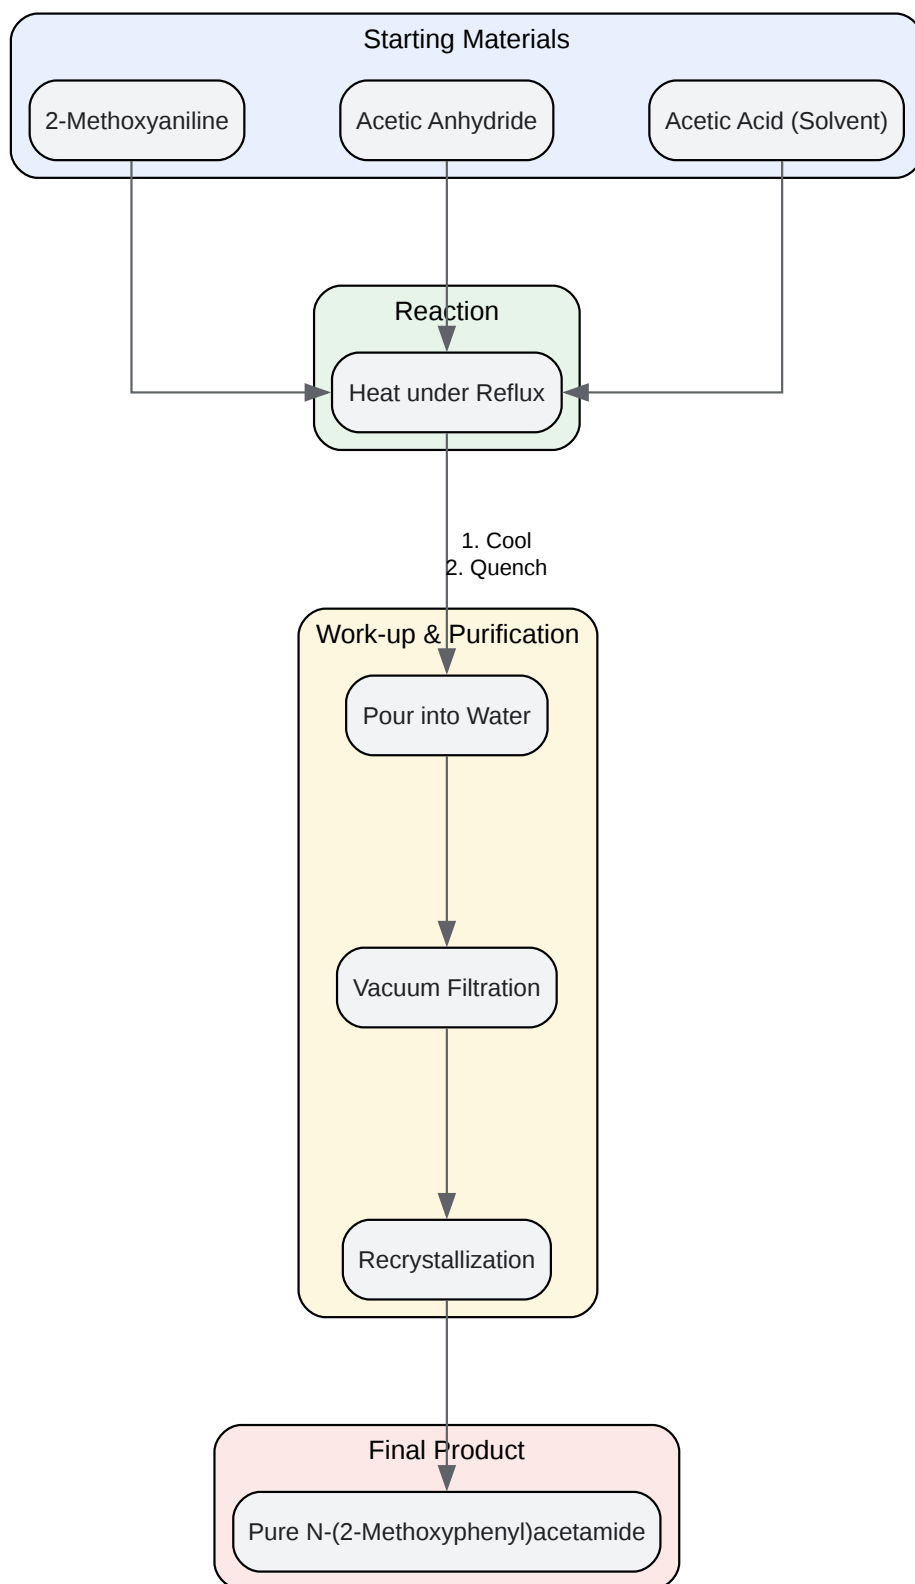 Starting Materials
2-Methoxyaniline
Acetic Anhydride
Acetic Acid (Solvent)
Reaction
Heat under Reflux
1. Cool
2. Quench
Work-up & Purification
Pour into Water
Vacuum Filtration
Recrystallization
Final Product
Pure N-(2-Methoxyphenyl)acetamide